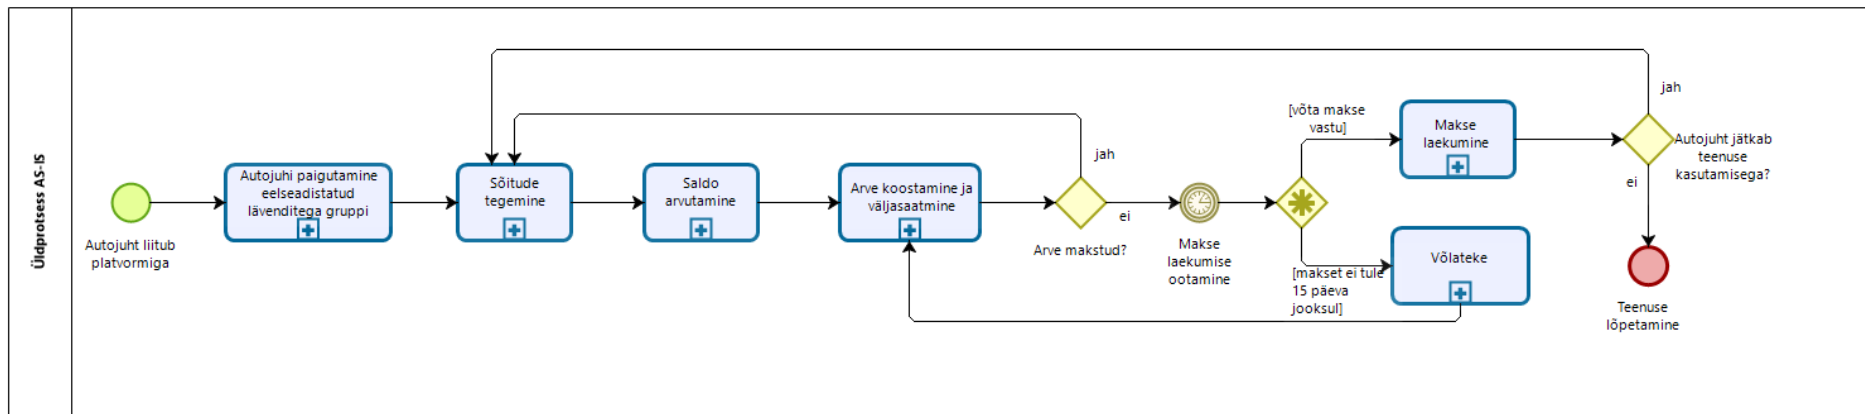 Üldprotsess AS-IS
Autojuht liitub
platvormiga
Autojuhi paigutamine
eelseadistatud
lävenditega gruppi
Sõitude
tegemine
Saldo
arvutamine
Arve koostamine ja
väljasaatmine
jah
ei
Arve makstud?
Makse
laekumise
ootamine
[võta makse
vastu]
[makset ei tule
15 päeva
jooksul]
Makse
laekumine
Võlateke
jah
Autojuht jätkab
teenuse
kasutamisega?
ei
Teenuse
lõpetamine